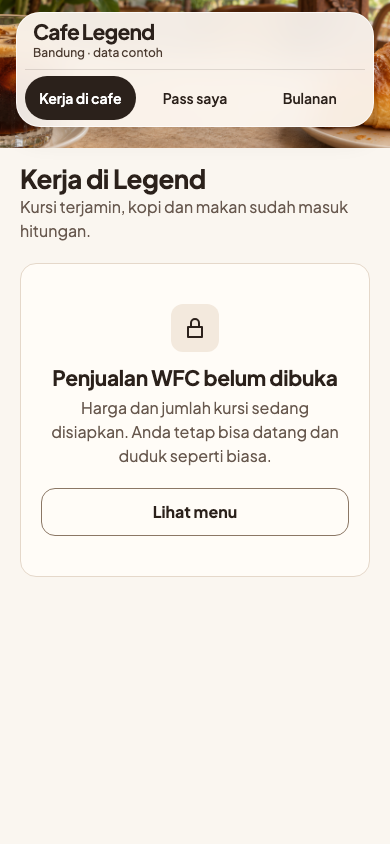 Cafe Legend
Bandung · data contoh
Kerja di cafe
Pass saya
Bulanan
Kerja di Legend
Kursi terjamin, kopi dan makan sudah masuk
hitungan.
Penjualan WFC belum dibuka
Harga dan jumlah kursi sedang
disiapkan. Anda tetap bisa datang dan
duduk seperti biasa.
Lihat menu